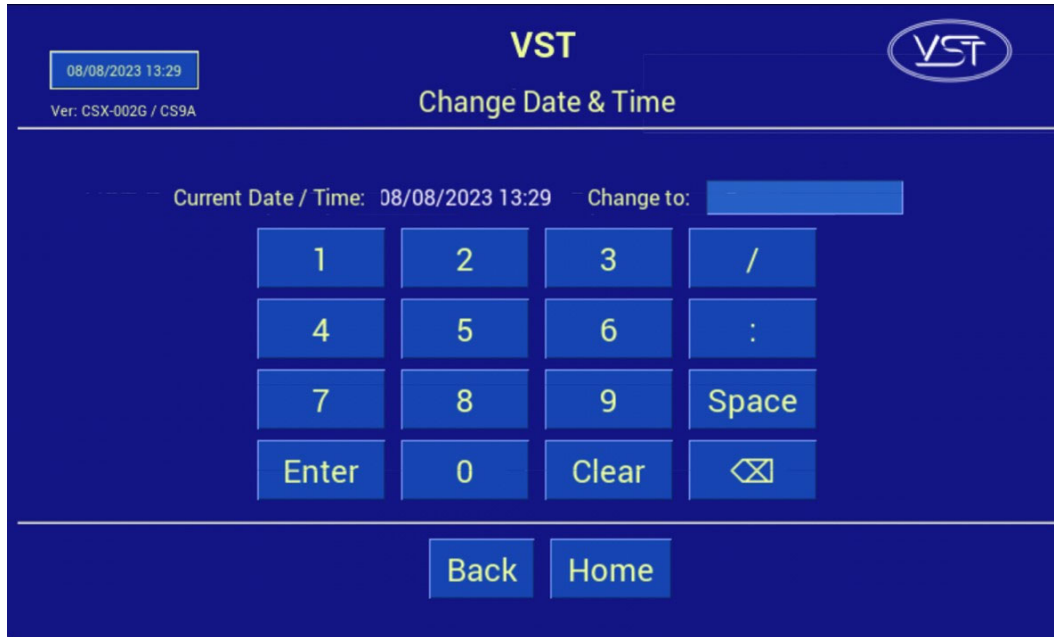 VST
08/08/2023 13:29
VST
Ver: CSX-002G / CS9A
Change Date & Time
Current Date / Time: 08/08/2023 13:29 Change to:
1 2 3 /
4 5 6 :
7 8 9 Space
Enter 0 Clear ⌫
Back Home